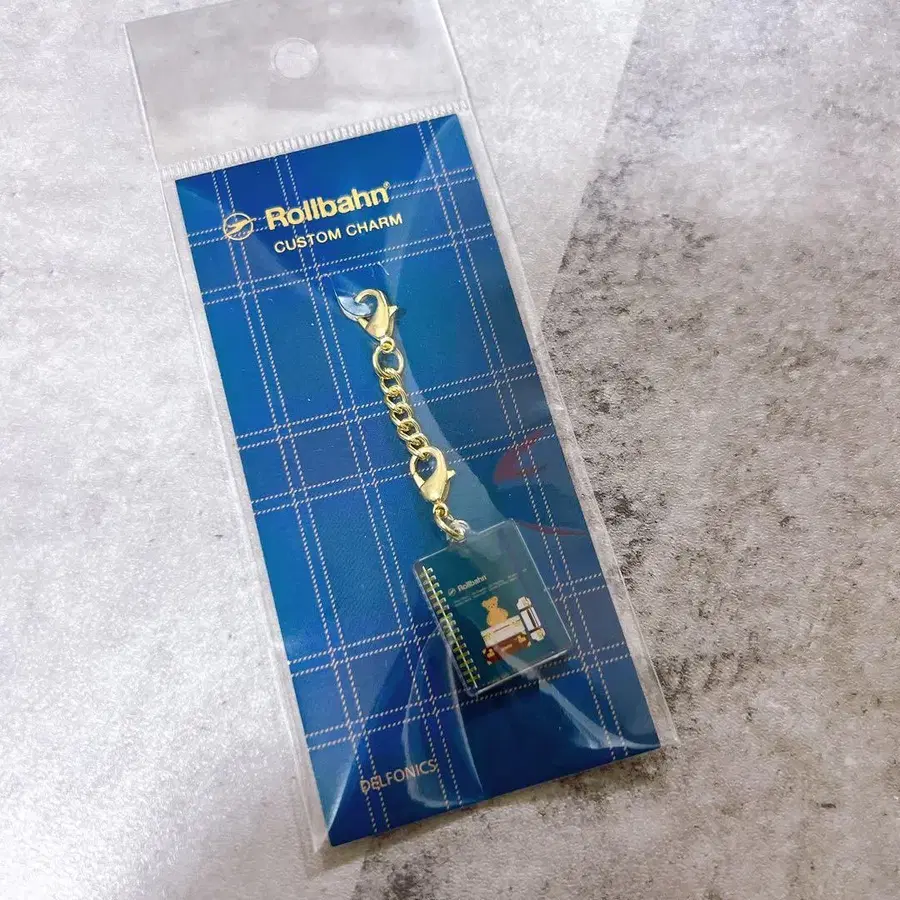 Rollbahn®
CUSTOM CHARM
Rollbahn
DELFONICS